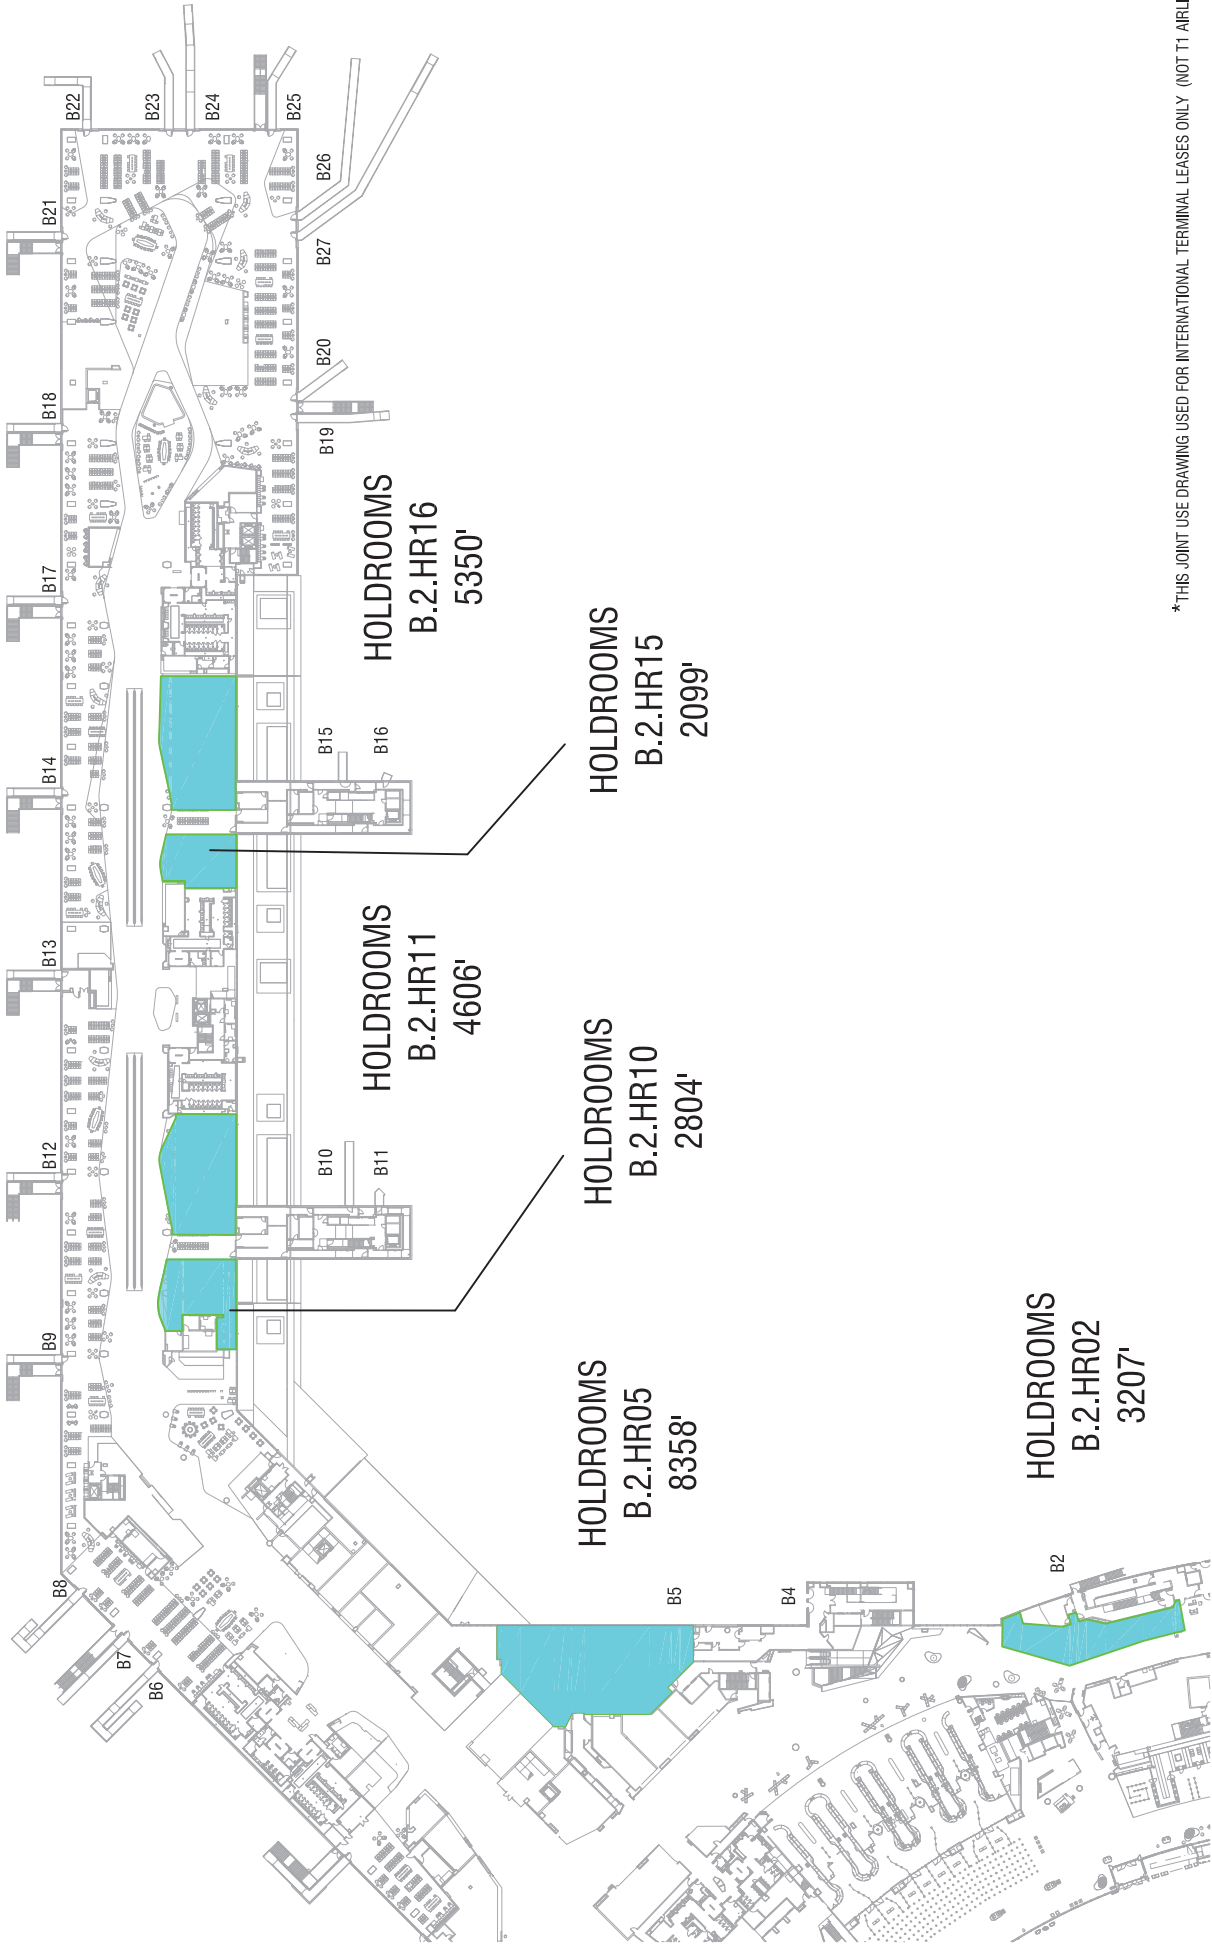 B22
B23
B24
B25
B21
B26
B27
B20
B18
B19
B17
HOLDROOMS
B.2.HR16
5350'
B14
B15
B16
HOLDROOMS
B.2.HR15
2099'
B13
HOLDROOMS
B.2.HR11
4606'
B12
B10
B11
HOLDROOMS
B.2.HR10
2804'
B9
HOLDROOMS
B.2.HR05
8358'
B8
B7
B6
B5
B4
B2
HOLDROOMS
B.2.HR02
3207'
*THIS JOINT USE DRAWING USED FOR INTERNATIONAL TERMINAL LEASES ONLY (NOT T1